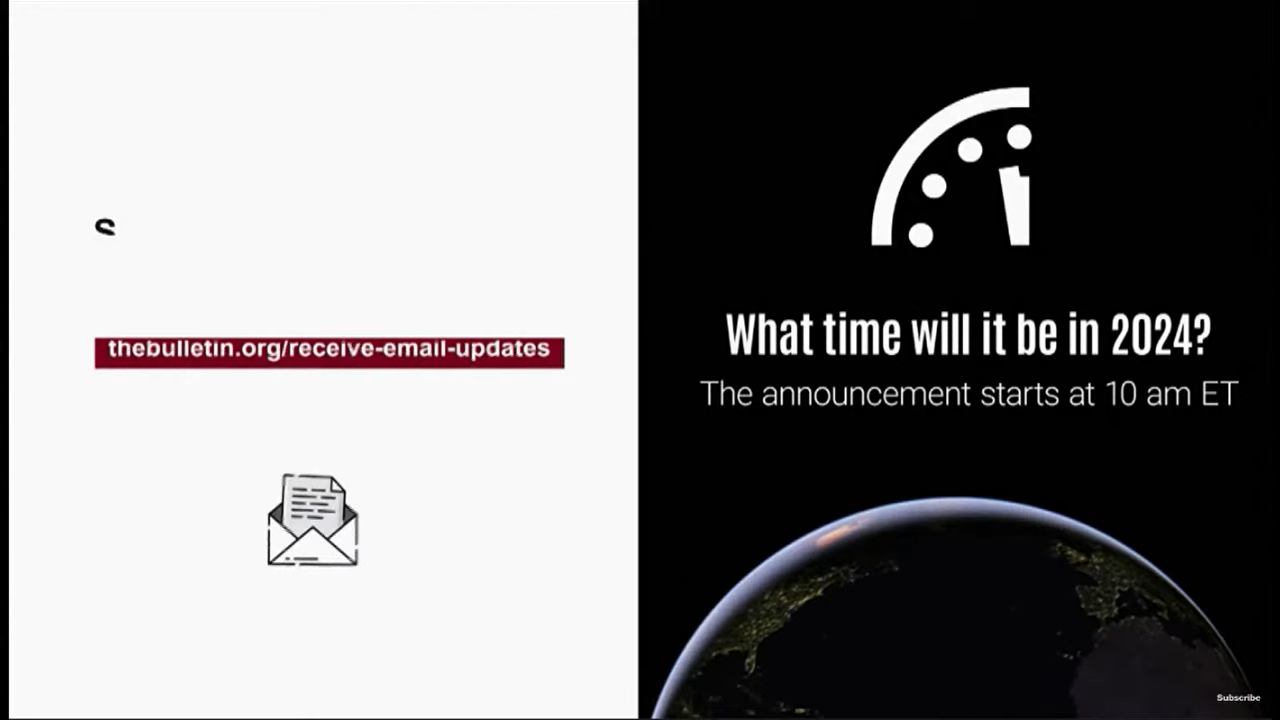 s
thebulletin.org/receive-email-updates
What time will it be in 2024?
The announcement starts at 10 am ET
Subscribe